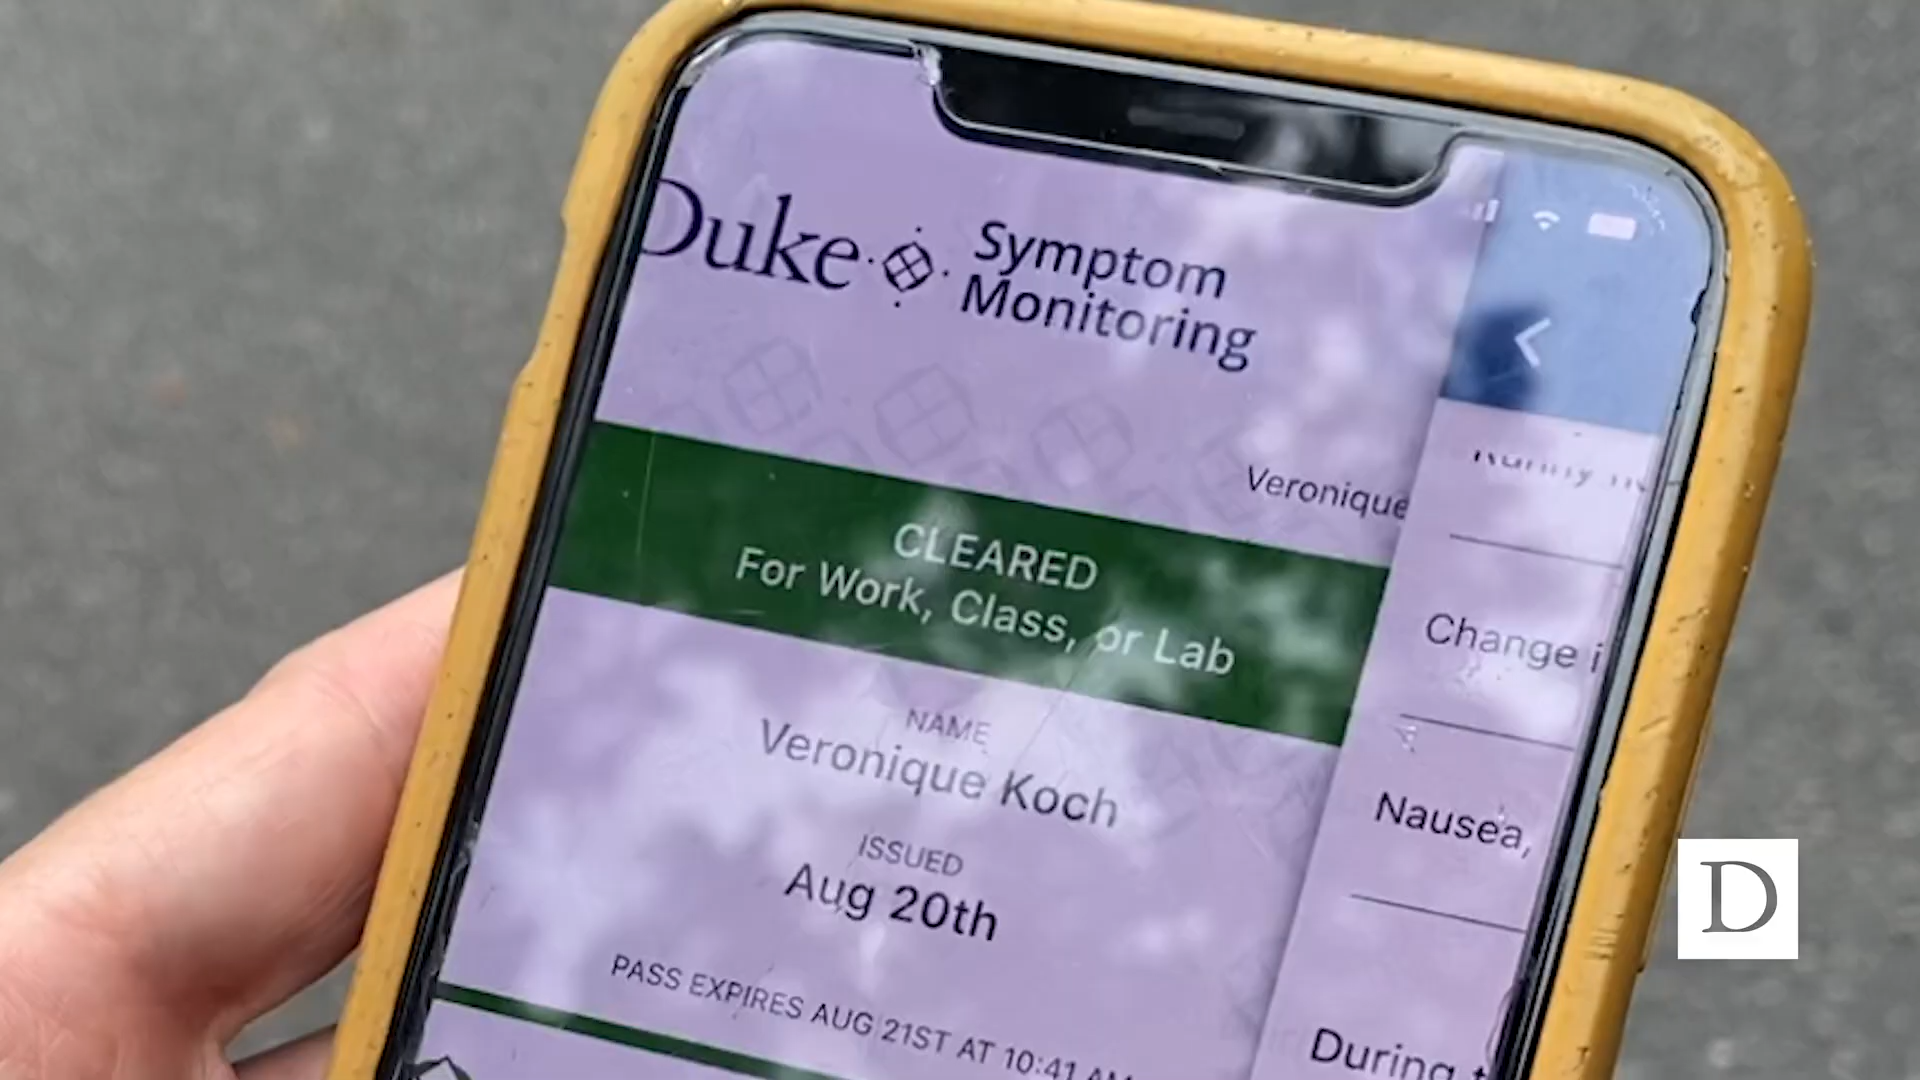 Duke
Symptom
Monitoring
Veronique
CLEARED
For Work, Class, or Lab
NAME
Veronique Koch
ISSUED
Aug 20th
PASS EXPIRES AUG 21ST AT 10:41 AM
Change i
Nausea,
During t
D